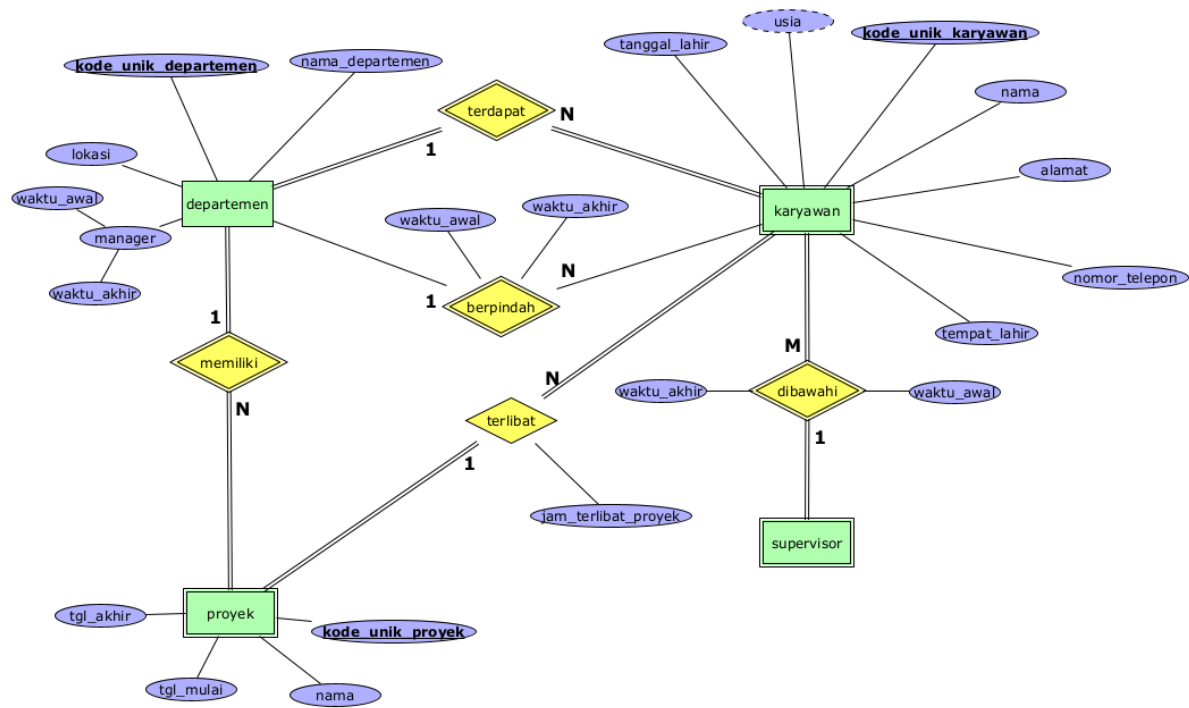 usia
kode_unik_karyawan
tanggal_lahir
kode_unik_departemen
nama_departemen
nama
terdapat
N
1
lokasi
alamat
waktu_awal
departemen
karyawan
waktu_akhir
waktu_awal
manager
N
nomor_telepon
waktu_akhir
1
berpindah
1
tempat_lahir
M
memiliki
N
waktu_akhir
dibawahi
waktu_awal
N
terlibat
1
1
jam_terlibat_proyek
supervisor
tgl_akhir
proyek
kode_unik_proyek
tgl_mulai
nama